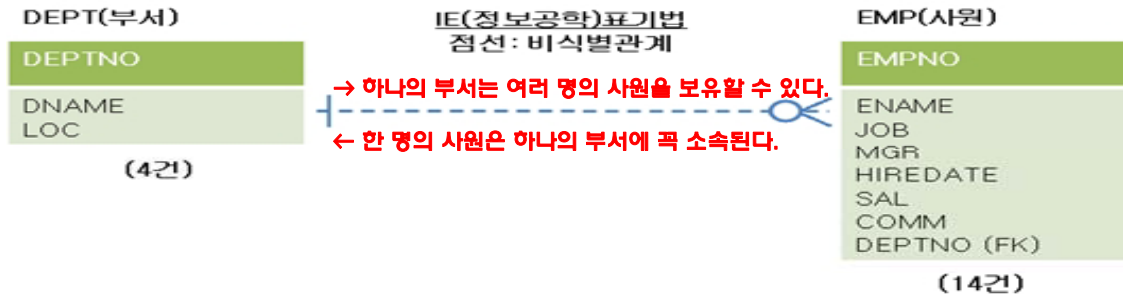 DEPT(부서)
DEPTNO
DNAME
LOC
(4건)
IE(정보공학)표기법
점선: 비식별관계
→ 하나의 부서는 여러 명의 사원을 보유할 수 있다.
← 한 명의 사원은 하나의 부서에 꼭 소속된다.
EMP(사원)
EMPNO
ENAME
JOB
MGR
HIREDATE
SAL
COMM
DEPTNO (FK)
(14건)